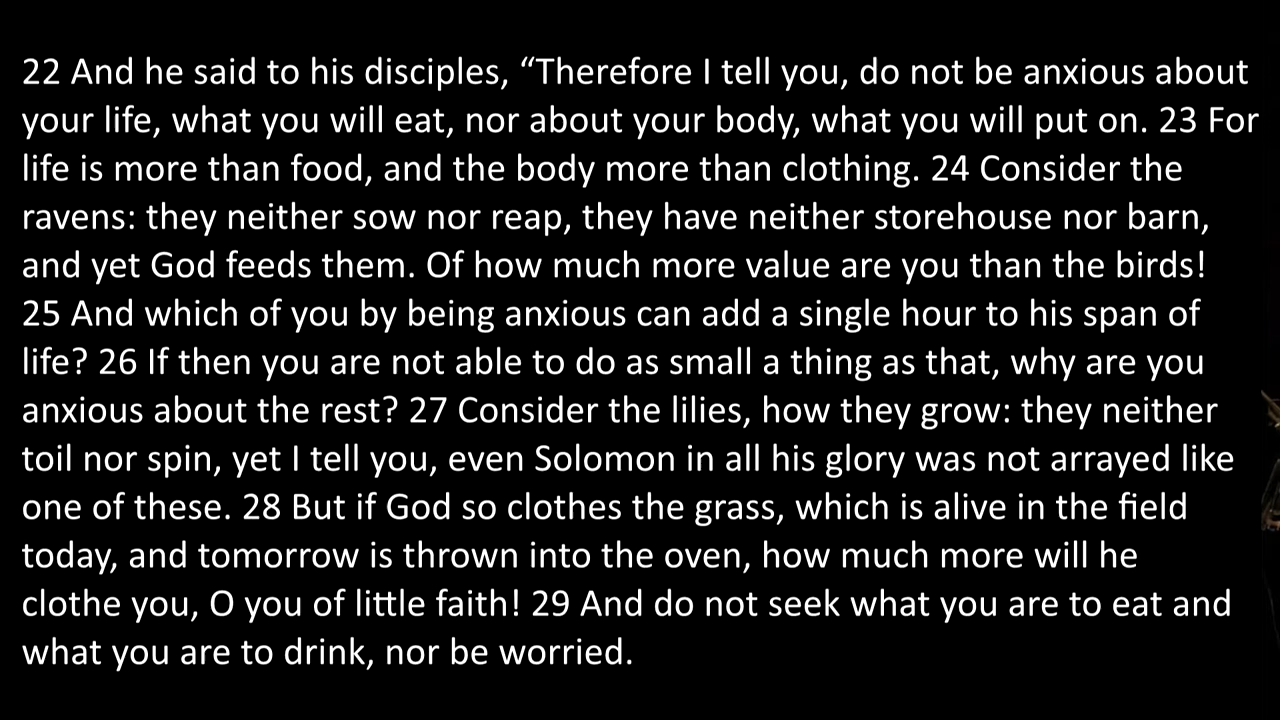 22 And he said to his disciples, “Therefore I tell you, do not be anxious about
your life, what you will eat, nor about your body, what you will put on. 23 For
life is more than food, and the body more than clothing. 24 Consider the
ravens: they neither sow nor reap, they have neither storehouse nor barn,
and yet God feeds them. Of how much more value are you than the birds!
25 And which of you by being anxious can add a single hour to his span of
life? 26 If then you are not able to do as small a thing as that, why are you
anxious about the rest? 27 Consider the lilies, how they grow: they neither
toil nor spin, yet I tell you, even Solomon in all his glory was not arrayed like
one of these. 28 But if God so clothes the grass, which is alive in the field
today, and tomorrow is thrown into the oven, how much more will he
clothe you, O you of little faith! 29 And do not seek what you are to eat and
what you are to drink, nor be worried.